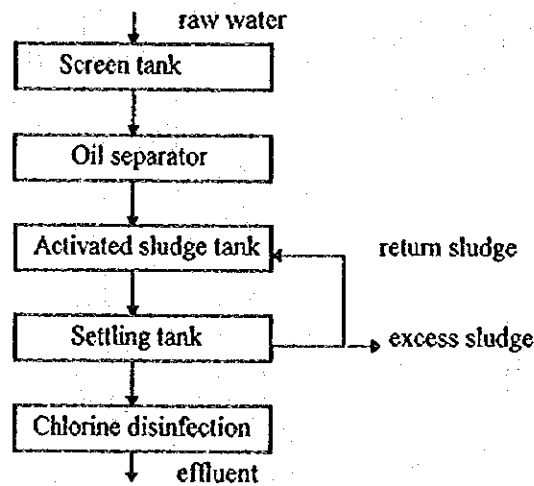 raw water
Screen tank
Oil separator
Activated sludge tank
return sludge
Settling tank
excess sludge
Chlorine disinfection
effluent